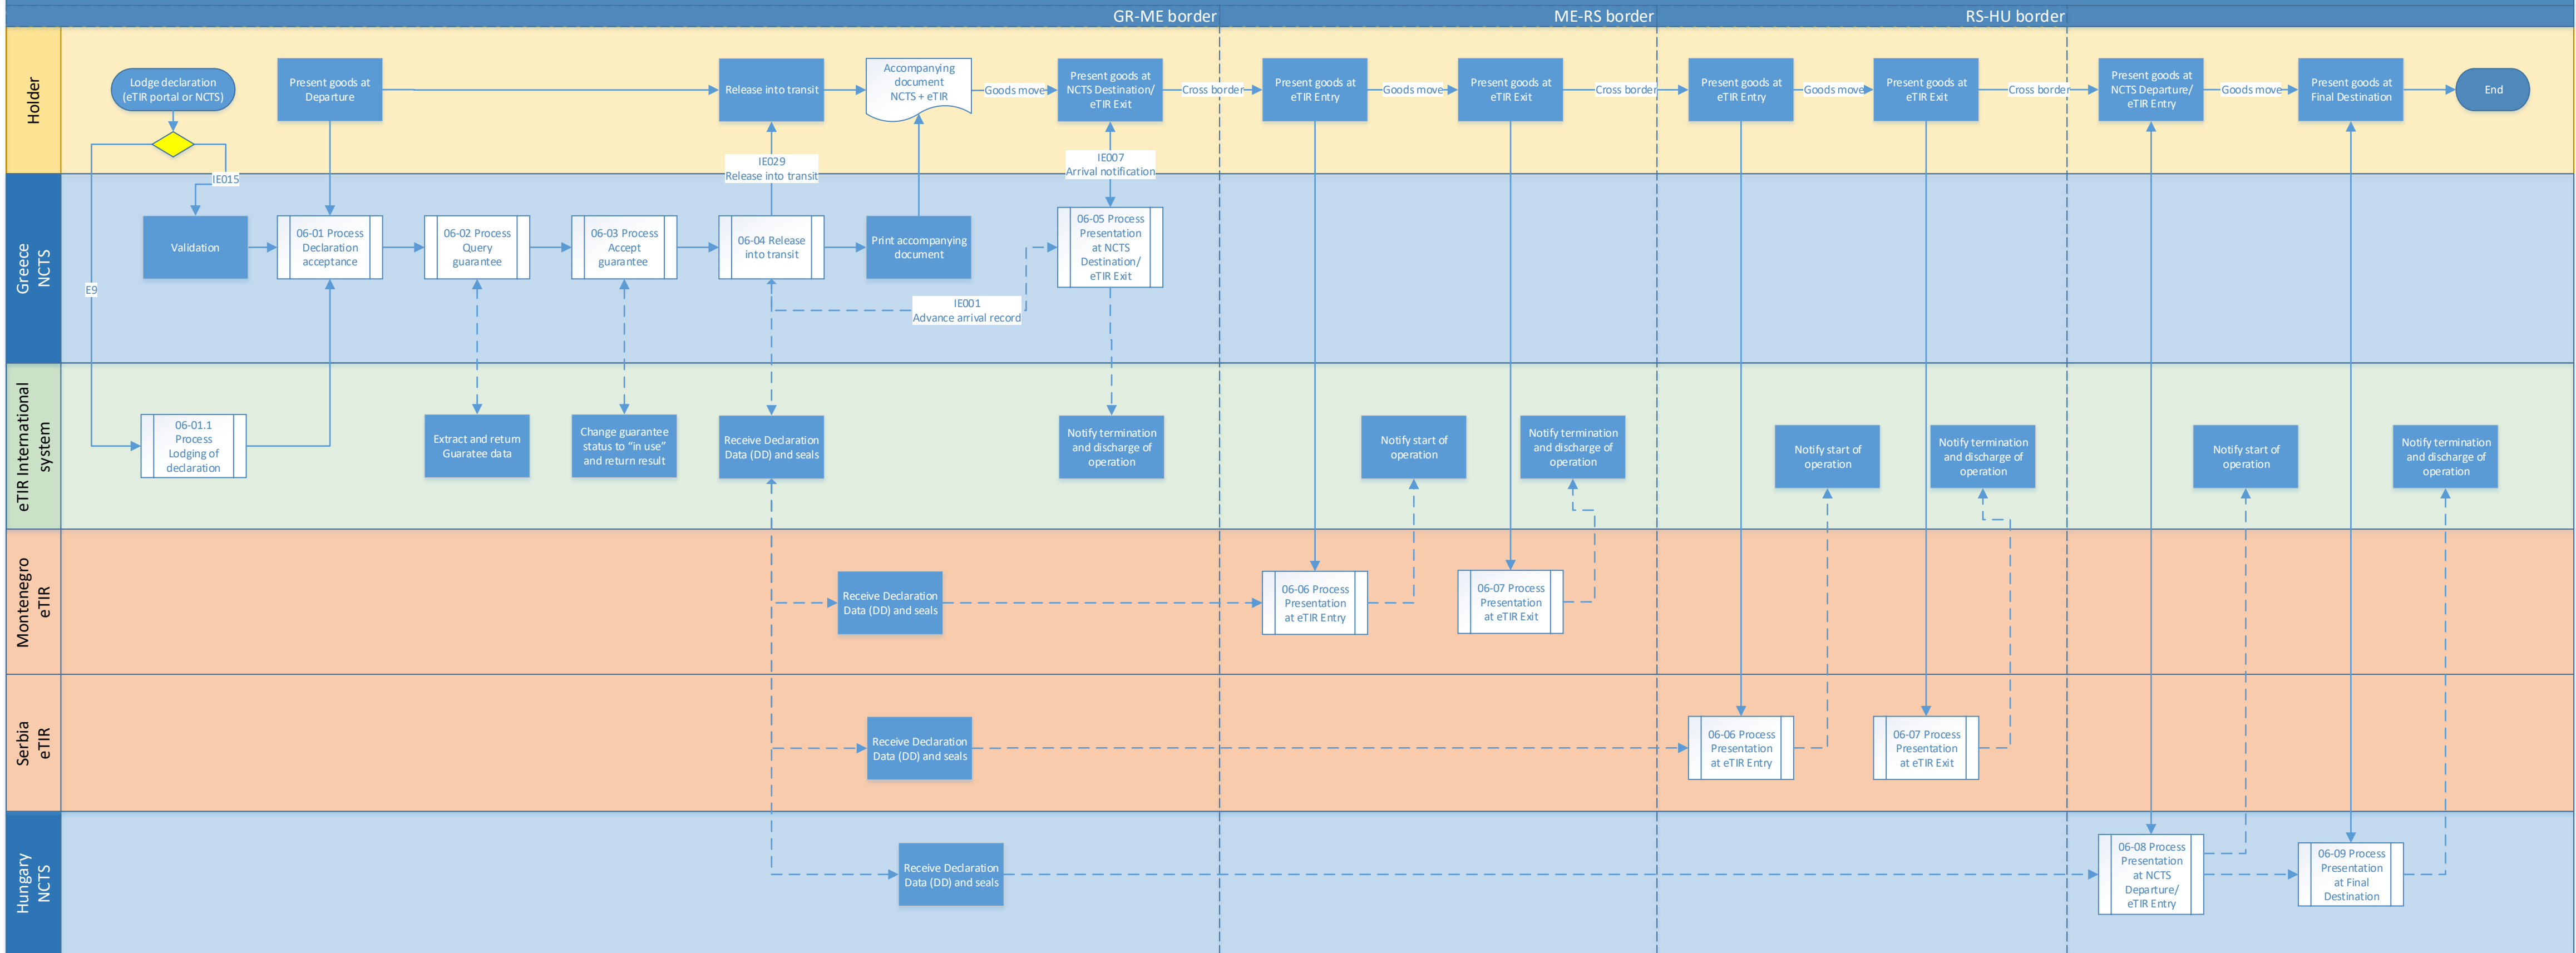 GR-ME border
ME-RS border
RS-HU border
Holder
Lodge declaration
(eTIR portal or NCTS)
Present goods at
Departure
Release into transit
Accompanying
document
NCTS + eTIR
Goods move
Present goods at
NCTS Destination/
eTIR Exit
Cross border
Present goods at
eTIR Entry
Goods move
Present goods at
eTIR Exit
Cross border
Present goods at
eTIR Entry
Goods move
Present goods at
eTIR Exit
Cross border
Present goods at
NCTS Departure/
eTIR Entry
Goods move
Present goods at
Final Destination
End
IE015
IE029
Release into transit
IE007
Arrival notification
Greece
NCTS
E9
Validation
06-01 Process
Declaration
acceptance
06-02 Process
Query
guarantee
06-03 Process
Accept
guarantee
06-04 Release
into transit
Print accompanying
document
06-05 Process
Presentation
at NCTS
Destination/
eTIR Exit
IE001
Advance arrival record
eTIR International
system
06-01.1
Process
Lodging of
declaration
Extract and return
Guaratee data
Change guarantee
status to “in use”
and return result
Receive Declaration
Data (DD) and seals
Notify termination
and discharge of
operation
Notify start of
operation
Notify termination
and discharge of
operation
Notify start of
operation
Notify termination
and discharge of
operation
Notify start of
operation
Notify termination
and discharge of
operation
Montenegro
eTIR
Receive Declaration
Data (DD) and seals
06-06 Process
Presentation
at eTIR Entry
06-07 Process
Presentation
at eTIR Exit
Serbia
eTIR
Receive Declaration
Data (DD) and seals
06-06 Process
Presentation
at eTIR Entry
06-07 Process
Presentation
at eTIR Exit
Hungary
NCTS
Receive Declaration
Data (DD) and seals
06-08 Process
Presentation
at NCTS
Departure/
eTIR Entry
06-09 Process
Presentation
at Final
Destination